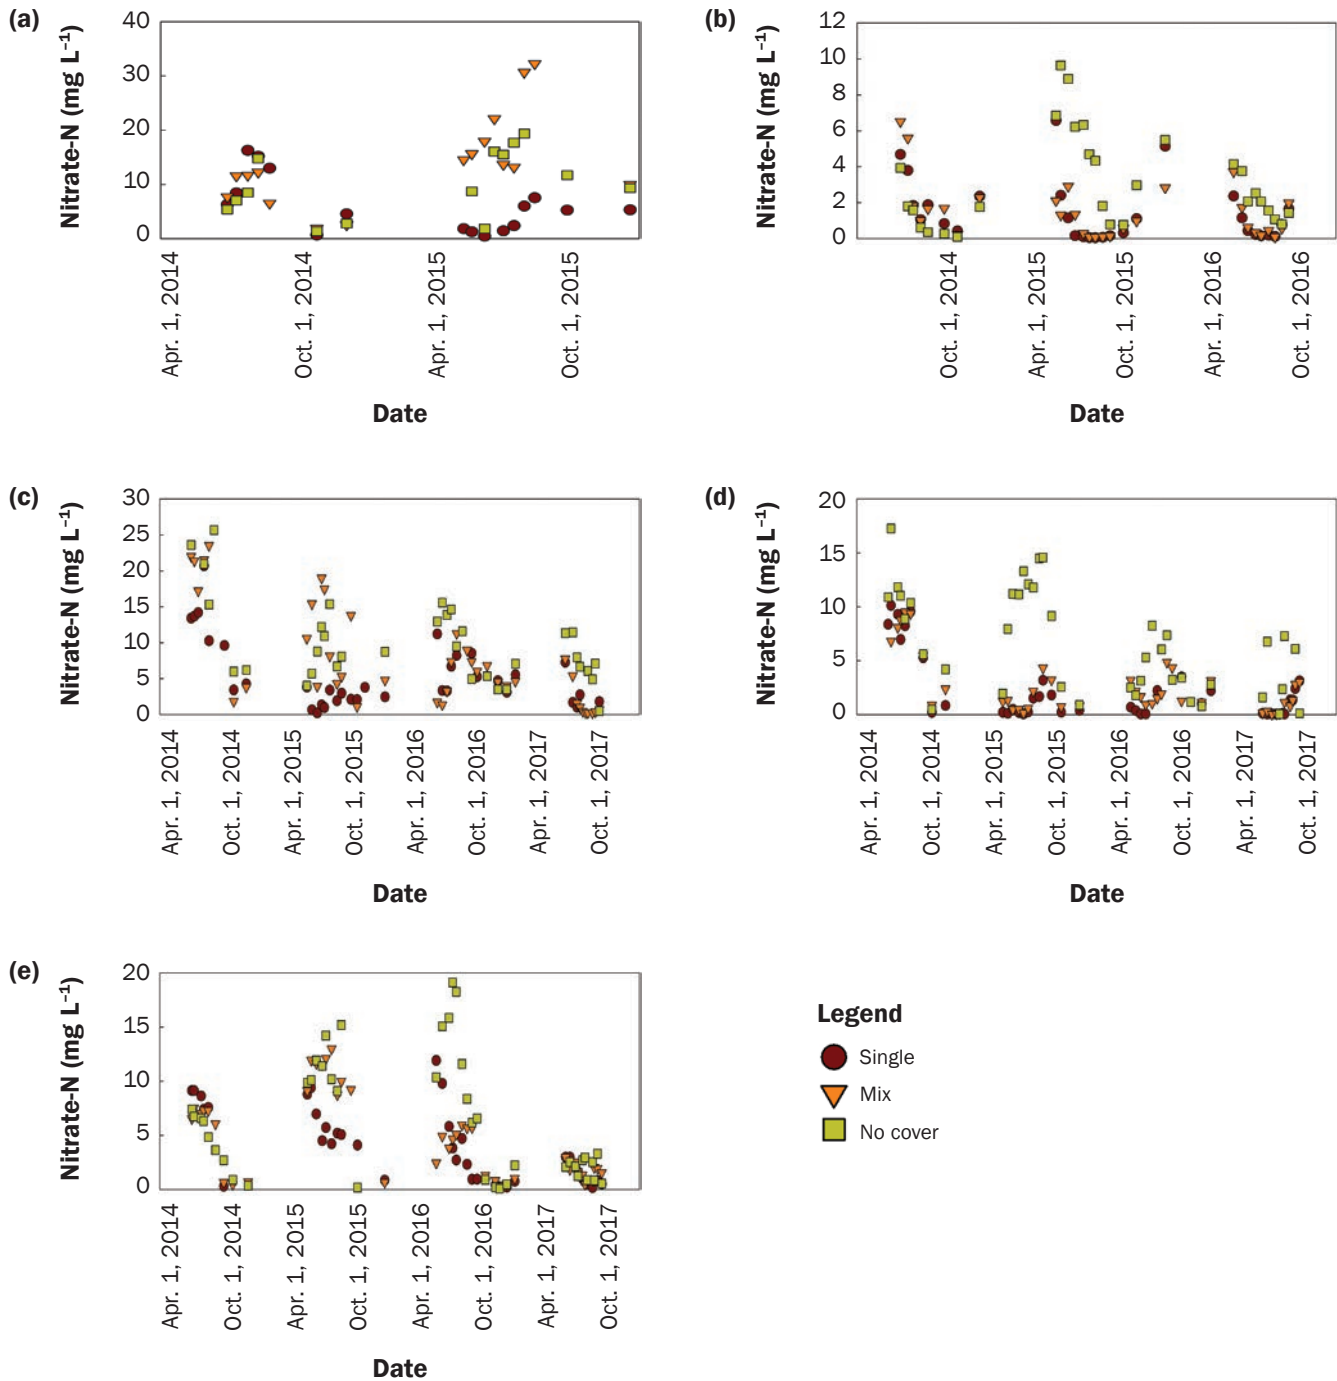 (a)
Nitrate-N (mg L⁻¹)
40
30
20
10
0
Apr. 1, 2014
Oct. 1, 2014
Apr. 1, 2015
Oct. 1, 2015
Date
(b)
Nitrate-N (mg L⁻¹)
12
10
8
6
4
2
0
Oct. 1, 2014
Apr. 1, 2015
Oct. 1, 2015
Apr. 1, 2016
Oct. 1, 2016
Date
(c)
Nitrate-N (mg L⁻¹)
30
25
20
15
10
5
0
Apr. 1, 2014
Oct. 1, 2014
Apr. 1, 2015
Oct. 1, 2015
Apr. 1, 2016
Oct. 1, 2016
Apr. 1, 2017
Oct. 1, 2017
Date
(d)
Nitrate-N (mg L⁻¹)
20
15
10
5
0
Apr. 1, 2014
Oct. 1, 2014
Apr. 1, 2015
Oct. 1, 2015
Apr. 1, 2016
Oct. 1, 2016
Apr. 1, 2017
Oct. 1, 2017
Date
(e)
Nitrate-N (mg L⁻¹)
20
15
10
5
0
Apr. 1, 2014
Oct. 1, 2014
Apr. 1, 2015
Oct. 1, 2015
Apr. 1, 2016
Oct. 1, 2016
Apr. 1, 2017
Oct. 1, 2017
Date
Legend
Single
Mix
No cover